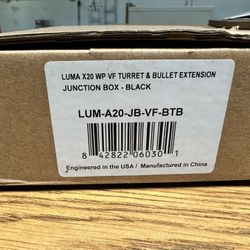 LUMA X20 WP VF TURRET & BULLET EXTENSION
JUNCTION BOX - BLACK
LUM-A20-JB-VF-BTB
8 42822 06030 1
Engineered in the USA / Manufactured in China